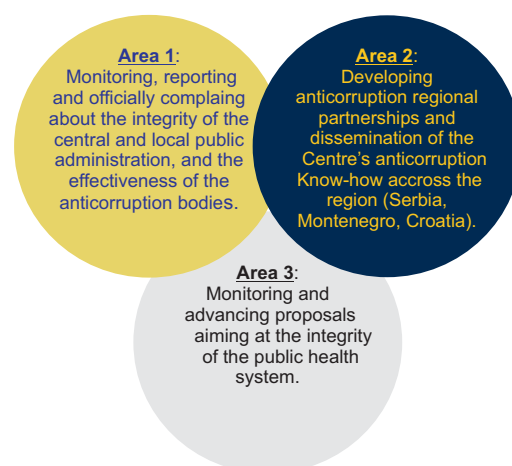 Area 1:
Monitoring, reporting
and officially complaing
about the integrity of the
central and local public
administration, and the
effectiveness of the
anticorruption bodies.
Area 2:
Developing
anticorruption regional
partnerships and
dissemination of the
Centre's anticorruption
Know-how accross the
region (Serbia,
Montenegro, Croatia).
Area 3:
Monitoring and
advancing proposals
aiming at the integrity
of the public health
system.